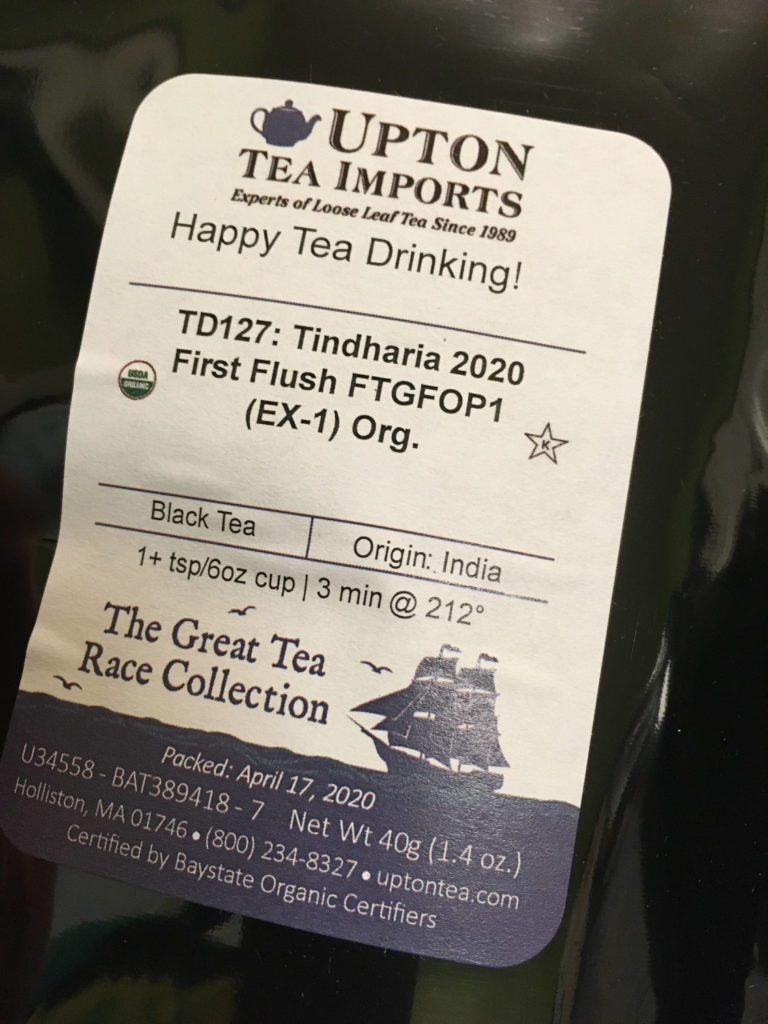 UPTON
TEA IMPORTS
Experts of Loose Leaf Tea Since 1989
Happy Tea Drinking!
TD127: Tindharia 2020
First Flush FTGFOP1
(EX-1) Org.
USDA
ORGANIC
K
Black Tea
Origin: India
1+ tsp/6oz cup | 3 min @ 212°
The Great Tea
Race Collection
Packed: April 17, 2020
U34558 - BAT389418 - 7 Net Wt 40g (1.4 oz.)
Holliston, MA 01746 • (800) 234-8327 • uptontea.com
Certified by Baystate Organic Certifiers